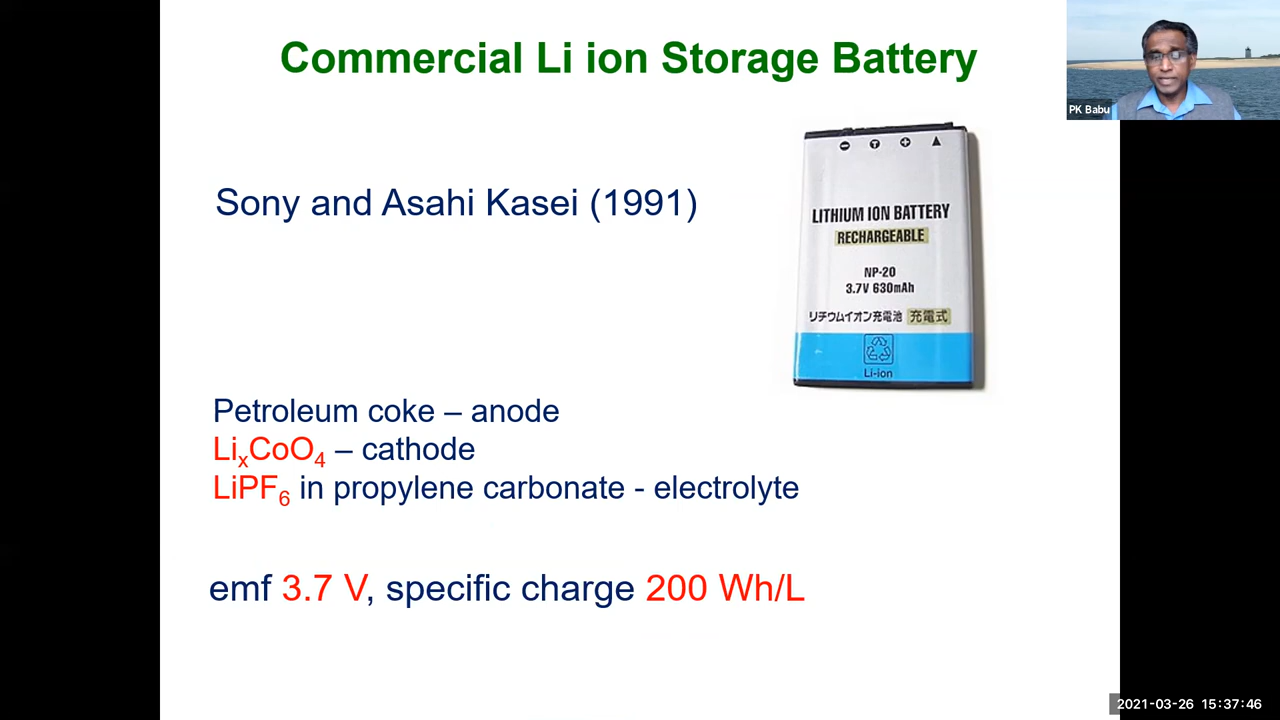 Commercial Li ion Storage Battery
PK Babu
Sony and Asahi Kasei (1991)
LITHIUM ION BATTERY
RECHARGEABLE
NP-20
3.7V 630mAh
リチウムイオン充電池 充電式
Li-ion
Petroleum coke – anode
LiₓCoO₄ – cathode
LiPF₆ in propylene carbonate - electrolyte
emf 3.7 V, specific charge 200 Wh/L
2021-03-26 15:37:46